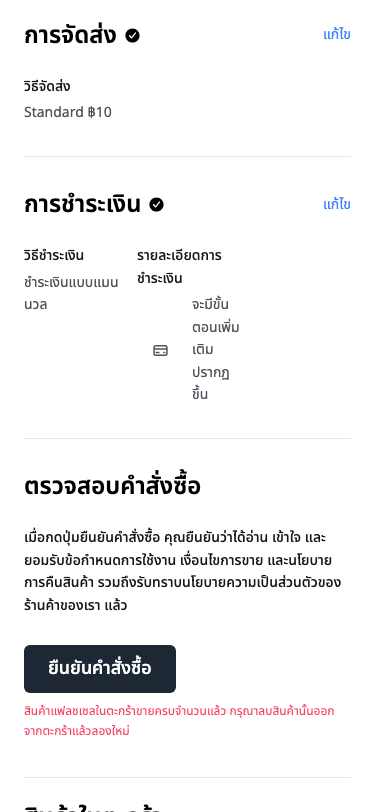 การจัดส่ง
แก้ไข
วิธีจัดส่ง
Standard ฿10
การชำระเงิน
แก้ไข
วิธีชำระเงิน
ชำระเงินแบบแมน
นวล
รายละเอียดการ
ชำระเงิน
จะมีขั้น
ตอนเพิ่ม
เติม
ปรากฏ
ขึ้น
ตรวจสอบคำสั่งซื้อ
เมื่อกดปุ่มยืนยันคำสั่งซื้อ คุณยืนยันว่าได้อ่าน เข้าใจ และ
ยอมรับข้อกำหนดการใช้งาน เงื่อนไขการขาย และนโยบาย
การคืนสินค้า รวมถึงรับทราบนโยบายความเป็นส่วนตัวของ
ร้านค้าของเรา แล้ว
ยืนยันคำสั่งซื้อ
สินค้าแฟลชเซลในตะกร้าขายครบจำนวนแล้ว กรุณาลบสินค้านั้นออก
จากตะกร้าแล้วลองใหม่